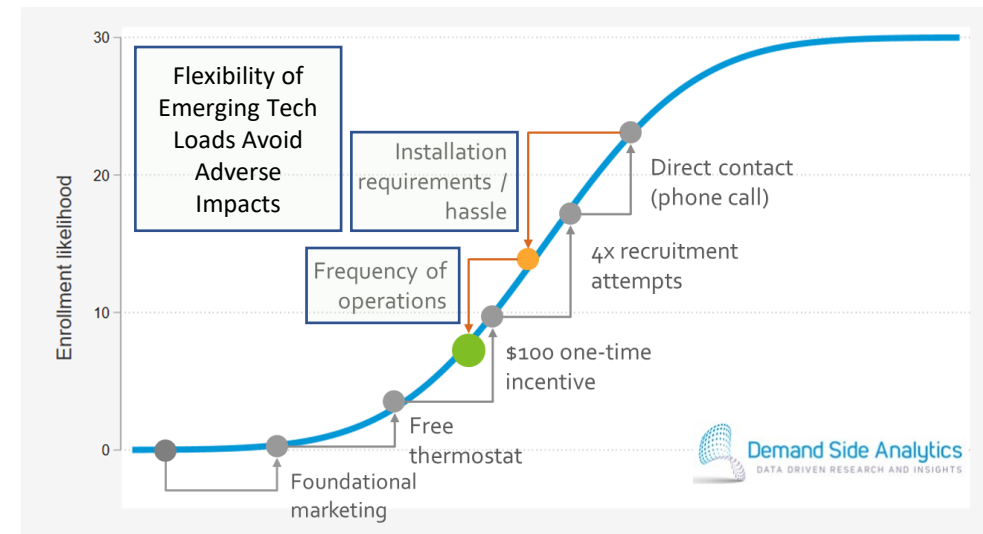 30
20
10
0
Enrollment likelihood
Flexibility of
Emerging Tech
Loads Avoid
Adverse
Impacts
Installation
requirements /
hassle
Frequency of
operations
Direct contact
(phone call)
4x recruitment
attempts
$100 one-time
incentive
Free
thermostat
Foundational
marketing
Demand Side Analytics
DATA DRIVEN RESEARCH AND INSIGHTS